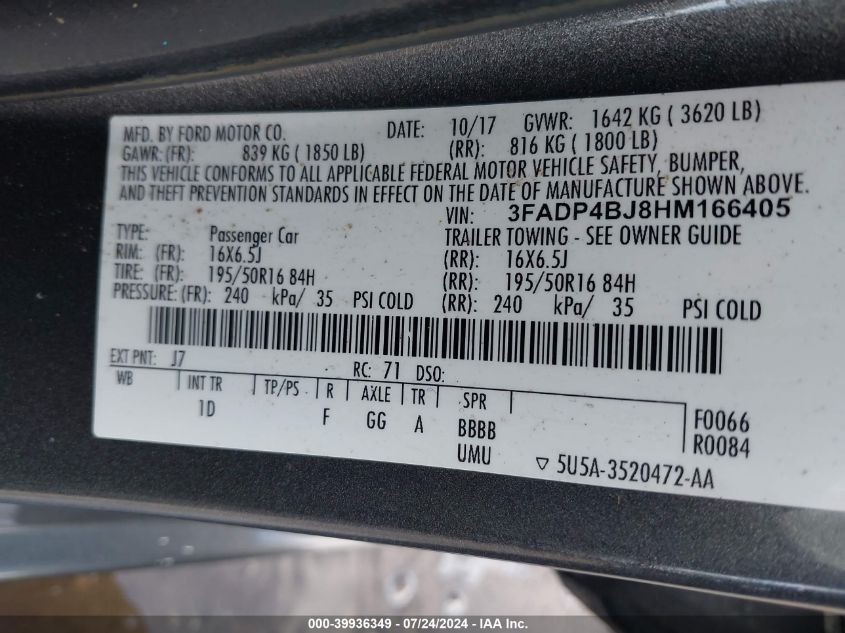 MFD. BY FORD MOTOR CO. DATE: 10/17 GVWR: 1642 KG ( 3620 LB)
GAWR: (FR): 839 KG ( 1850 LB) (RR): 816 KG ( 1800 LB)
THIS VEHICLE CONFORMS TO ALL APPLICABLE FEDERAL MOTOR VEHICLE SAFETY, BUMPER,
AND THEFT PREVENTION STANDARDS IN EFFECT ON THE DATE OF MANUFACTURE SHOWN ABOVE.
VIN: 3FADP4BJ8HM166405
TYPE: Passenger Car TRAILER TOWING - SEE OWNER GUIDE
RIM: (FR): 16X6.5J (RR): 16X6.5J
TIRE: (FR): 195/50R16 84H (RR): 195/50R16 84H
PRESSURE: (FR): 240 kPa/ 35 PSI COLD (RR): 240 kPa/ 35 PSI COLD
EXT PNT: J7 RC: 71 DSO:
WB INT TR TP/PS R AXLE TR SPR
1D F GG A BBBB F0066
UMU R0084
▽ 5U5A-3520472-AA
000-39936349 - 07/24/2024 - IAA Inc.